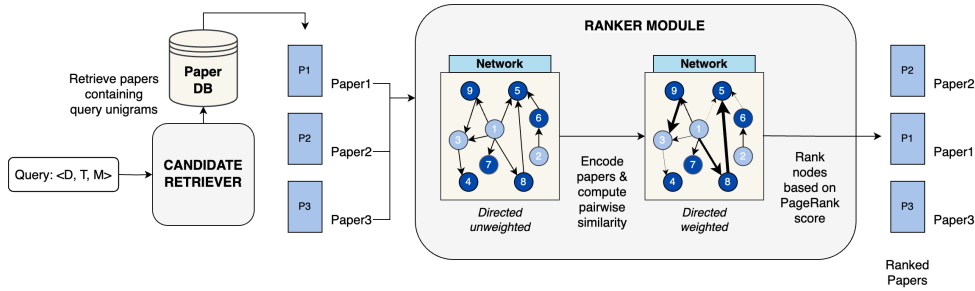 Query: <D, T, M>
Retrieve papers
containing
query unigrams
Paper
DB
CANDIDATE
RETRIEVER
P1
Paper1
P2
Paper2
P3
Paper3
RANKER MODULE
Network
9
5
6
1
3
2
7
4
8
Directed
unweighted
Encode
papers &
compute
pairwise
similarity
Network
9
5
6
1
3
2
7
4
8
Directed
weighted
Rank
nodes
based on
PageRank
score
P2
Paper2
P1
Paper1
P3
Paper3
Ranked
Papers